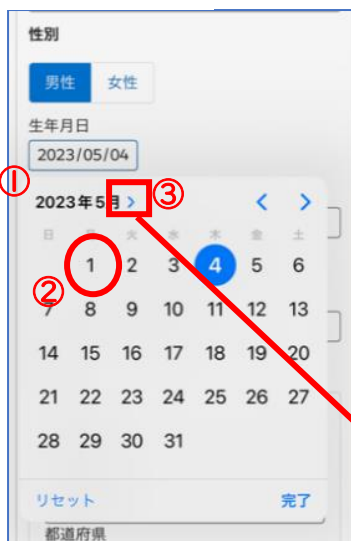 性別
男性 女性
生年月日
2023/05/04
①
2023年5月 > ③ < >
日 月 火 水 木 金 土
② 1 2 3 4 5 6
7 8 9 10 11 12 13
14 15 16 17 18 19 20
21 22 23 24 25 26 27
28 29 30 31
リセット 完了
都道府県